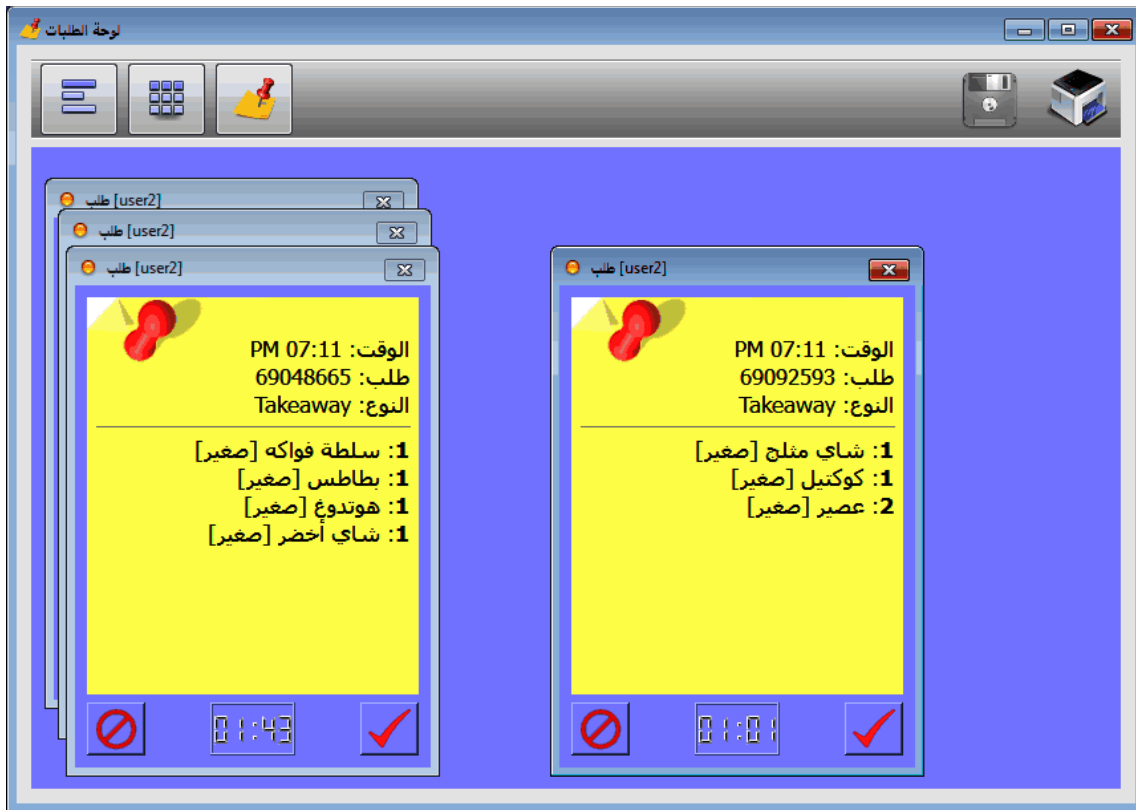 لوحة الطلبات
طلب [user2]
طلب [user2]
طلب [user2]
الوقت: 07:11 PM
طلب: 69048665
النوع: Takeaway
1: سلطة فواكه [صغير]
1: بطاطس [صغير]
1: هوتدوغ [صغير]
1: شاي أخضر [صغير]
01:43
طلب [user2]
الوقت: 07:11 PM
طلب: 69092593
النوع: Takeaway
1: شاي مثلج [صغير]
1: كوكتيل [صغير]
2: عصير [صغير]
01:01